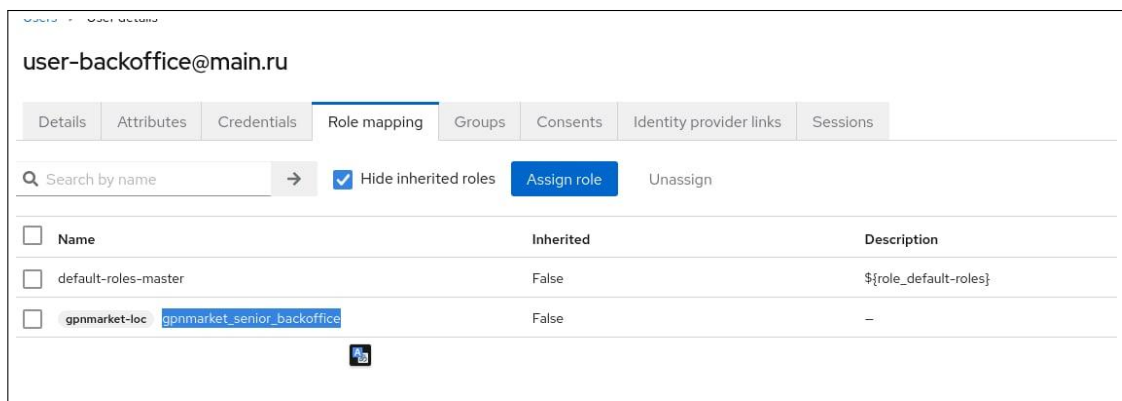 user-backoffice@main.ru
Details Attributes Credentials Role mapping Groups Consents Identity provider links Sessions
Search by name Hide inherited roles Assign role Unassign
Name Inherited Description
default-roles-master False ${role_default-roles}
gpnmarket-loc gpnmarket_senior_backoffice False –